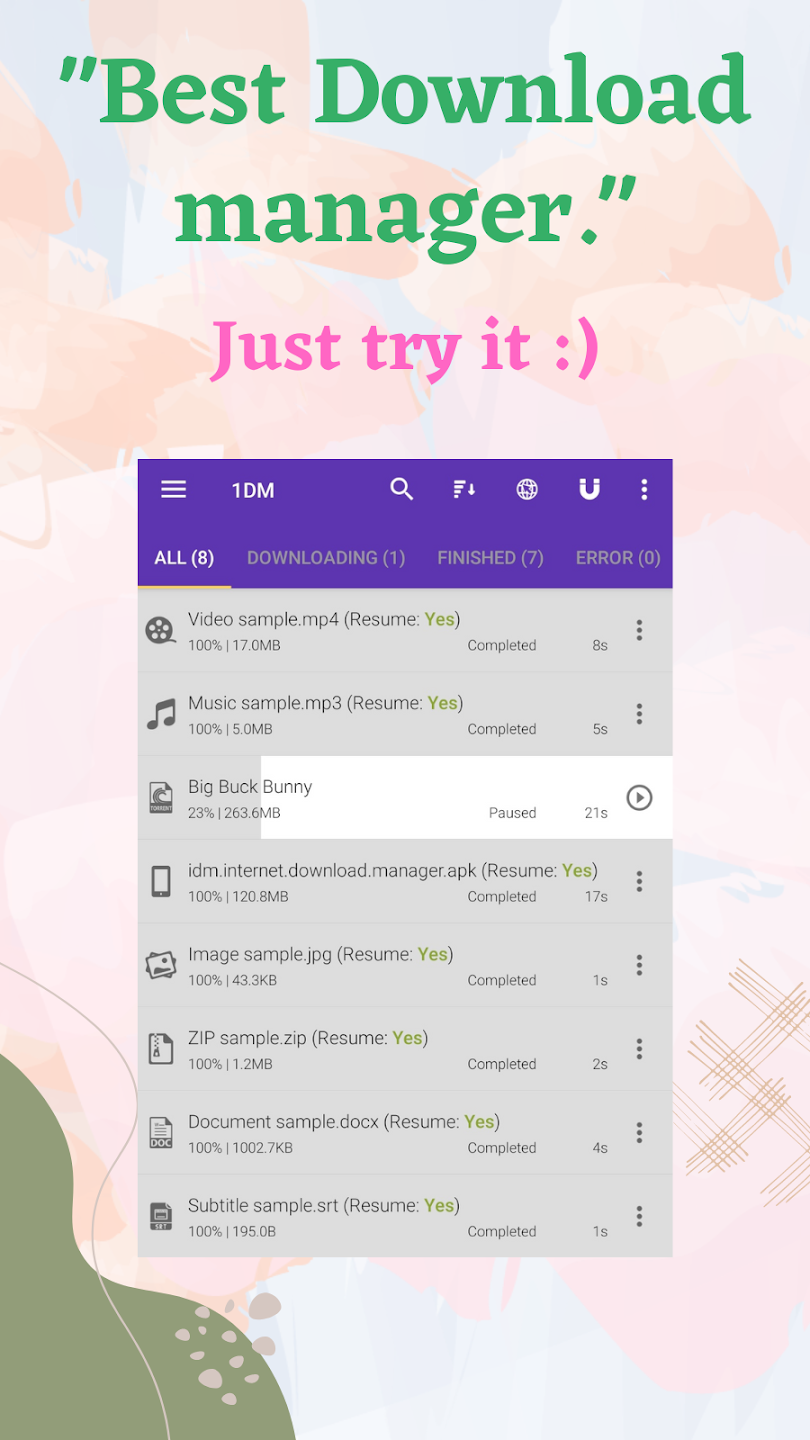 "Best Download
manager."
Just try it :)
1DM
ALL (8) DOWNLOADING (1) FINISHED (7) ERROR (0)
Video sample.mp4 (Resume: Yes)
100% | 17.0MB Completed 8s
Music sample.mp3 (Resume: Yes)
100% | 5.0MB Completed 5s
Big Buck Bunny
TORRENT
23% | 263.6MB Paused 21s
idm.internet.download.manager.apk (Resume: Yes)
100% | 120.8MB Completed 17s
Image sample.jpg (Resume: Yes)
100% | 43.3KB Completed 1s
ZIP sample.zip (Resume: Yes)
100% | 1.2MB Completed 2s
Document sample.docx (Resume: Yes)
DOC
100% | 1002.7KB Completed 4s
Subtitle sample.srt (Resume: Yes)
SRT
100% | 195.0B Completed 1s